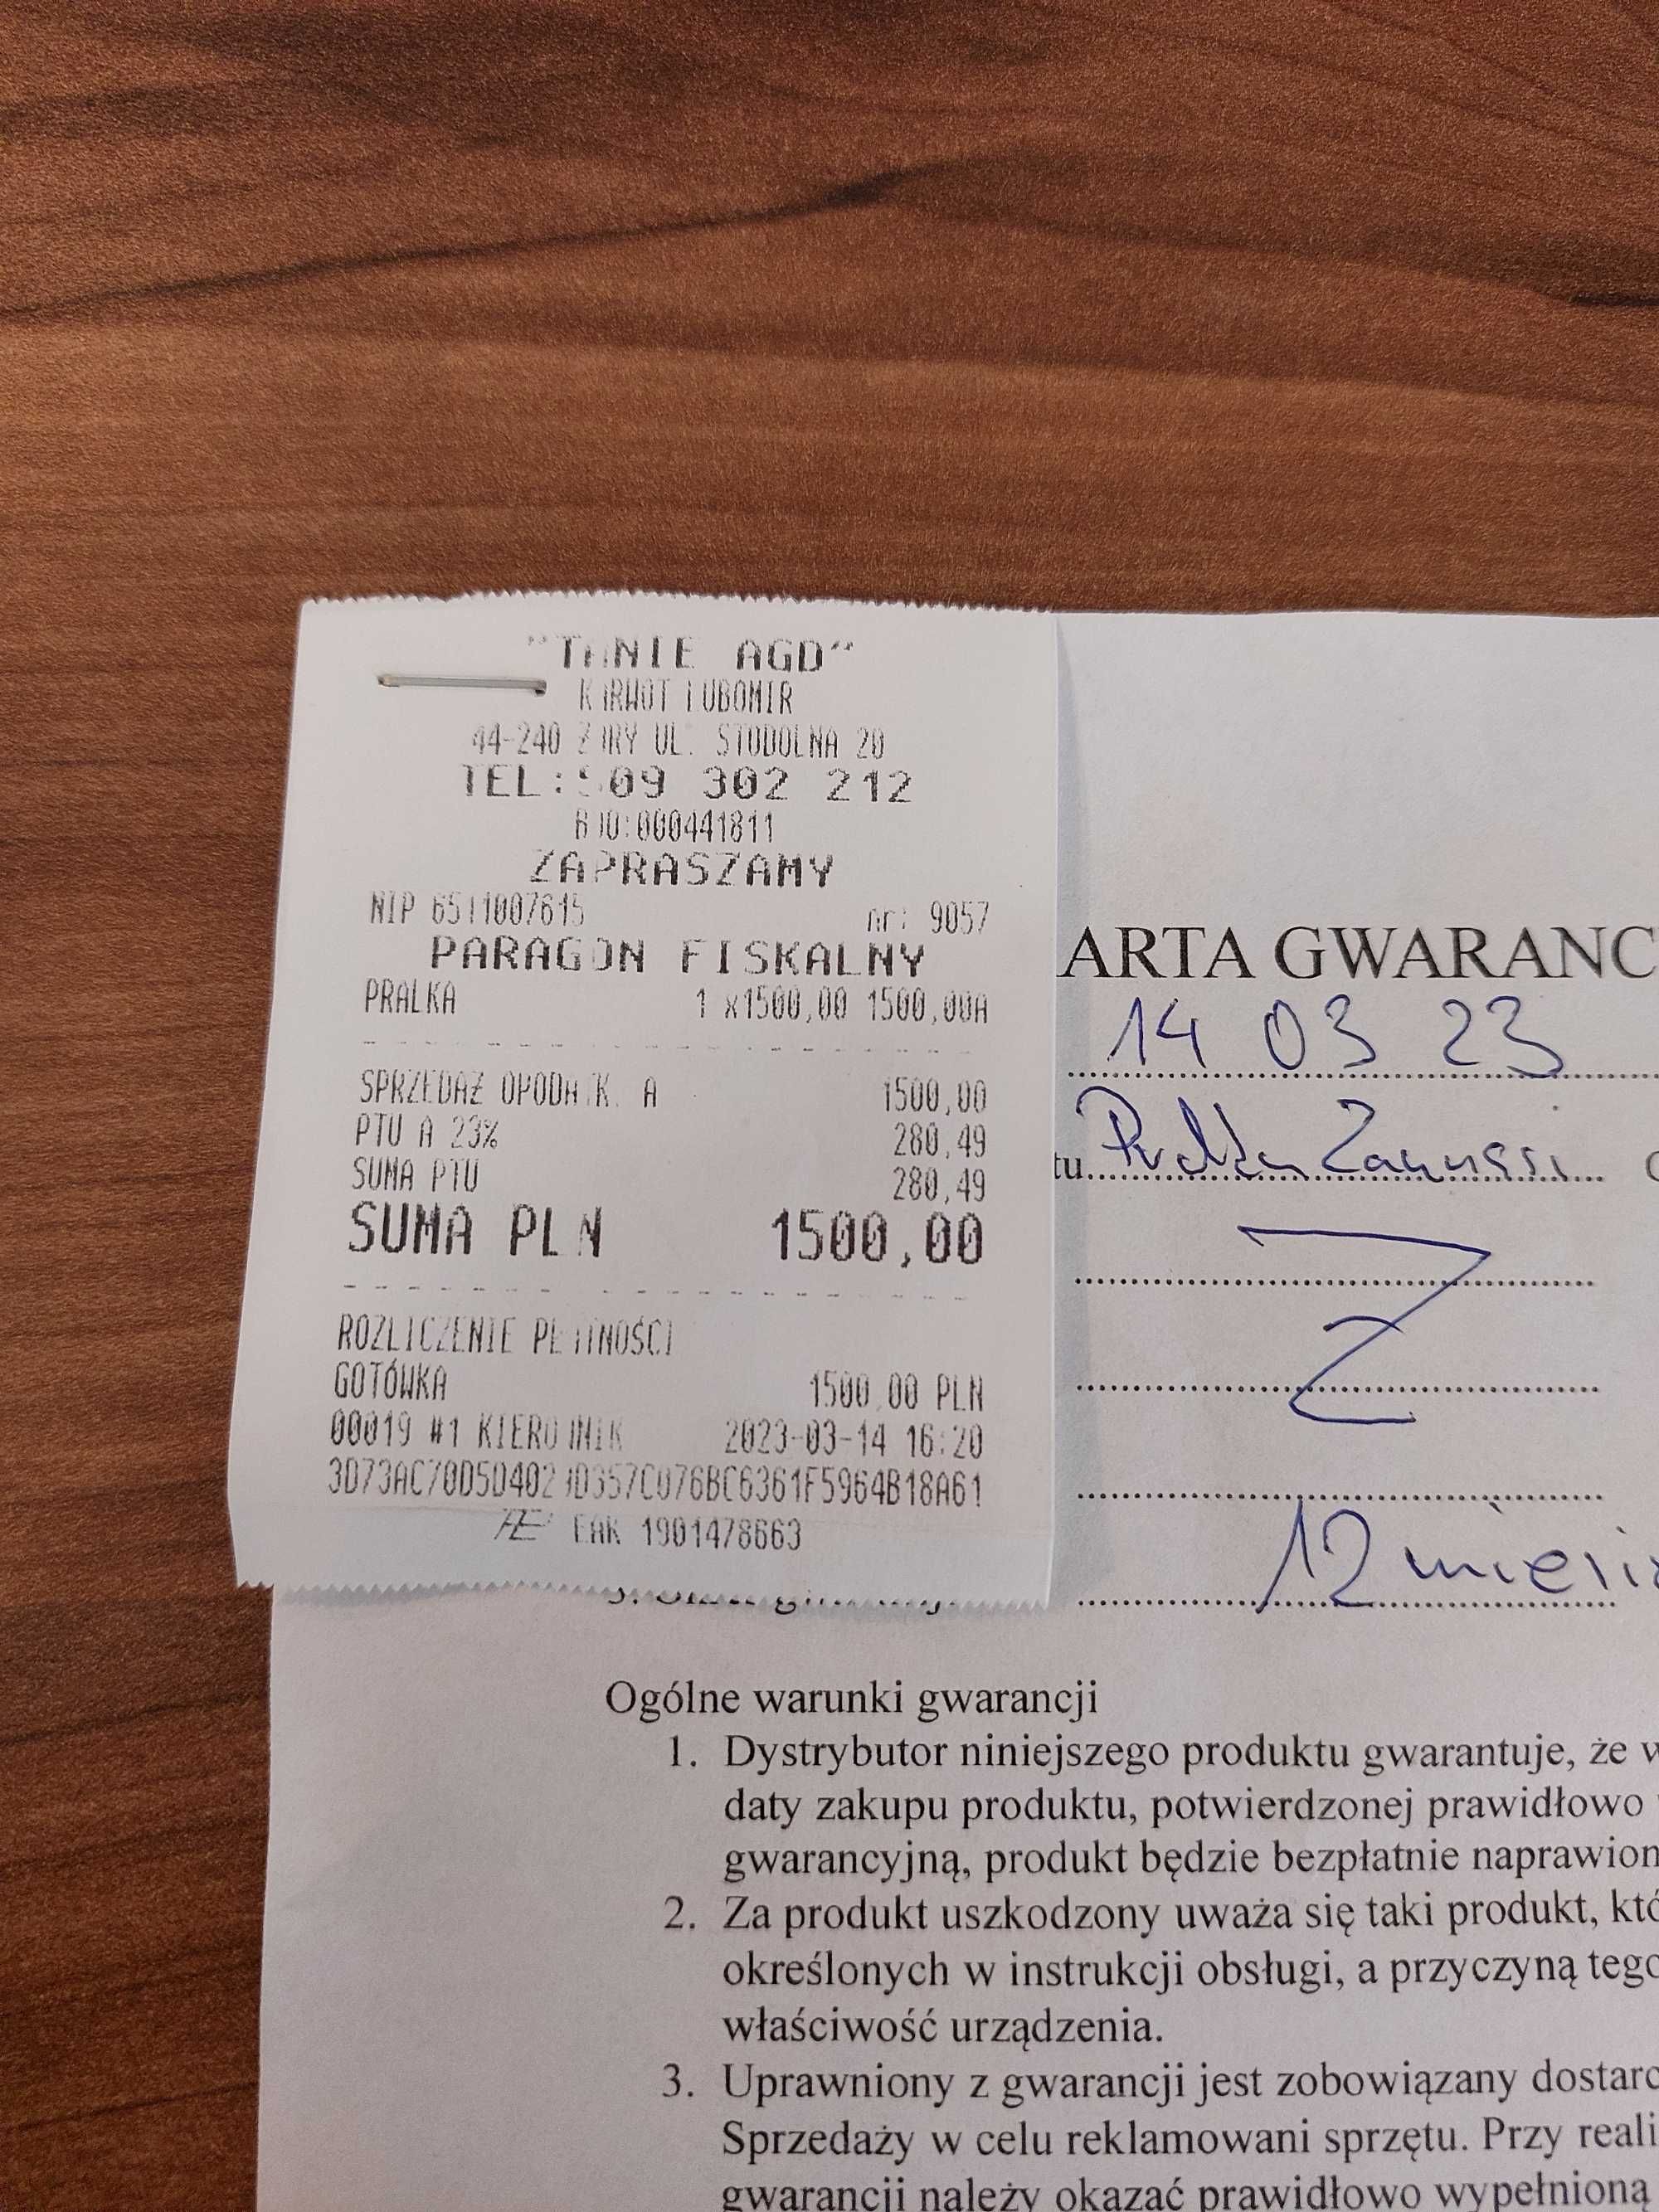 "TANIE AGD"
KARWOT LUBOMIR
44-240 ŻORY UL. STODOLNA 20
TEL:509 302 212
BDO:000441811
ZAPRASZAMY
NIP 6511007615 nr: 9057
PARAGON FISKALNY
PRALKA 1 x1500,00 1500,00A
SPRZEDAŻ OPODATK. A 1500,00
PTU A 23% 280,49
SUMA PTU 280,49
SUMA PLN 1500,00
ROZLICZENIE PŁATNOŚCI
GOTÓWKA 1500,00 PLN
00019 #1 KIEROWNIK 2023-03-14 16:20
EAK 1901478663
ARTA GWARANC
14 03 23
tu Pralka Zanussi
12 miesią
Ogólne warunki gwarancji
1. Dystrybutor niniejszego produktu gwarantuje, że w
daty zakupu produktu, potwierdzonej prawidłowo
gwarancyjną, produkt będzie bezpłatnie naprawion
2. Za produkt uszkodzony uważa się taki produkt, któ
określonych w instrukcji obsługi, a przyczyną tego
właściwość urządzenia.
3. Uprawniony z gwarancji jest zobowiązany dostarc
Sprzedaży w celu reklamowani sprzętu. Przy reali
gwarancji należy okazać prawidłowo wypełnioną